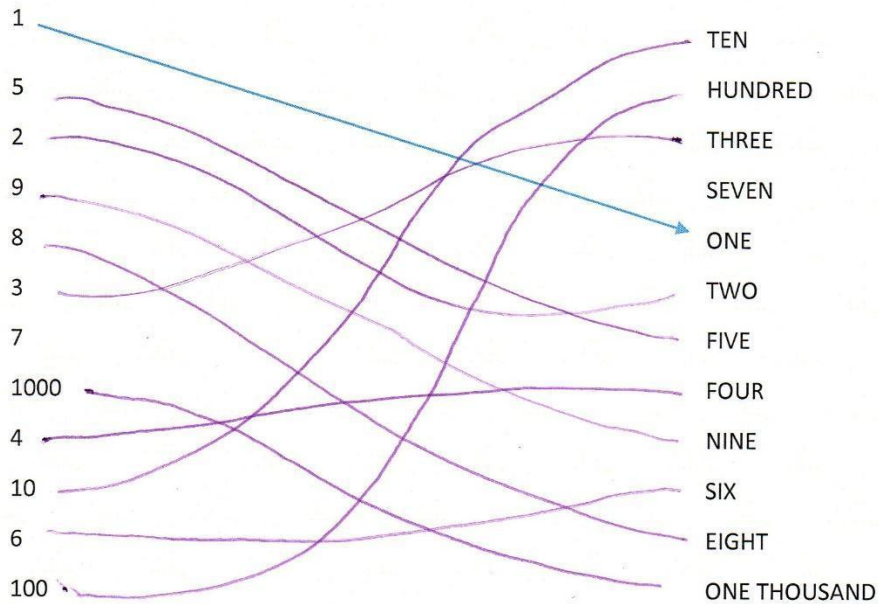 1
5
2
9
8
3
7
1000
4
10
6
100
TEN
HUNDRED
THREE
SEVEN
ONE
TWO
FIVE
FOUR
NINE
SIX
EIGHT
ONE THOUSAND